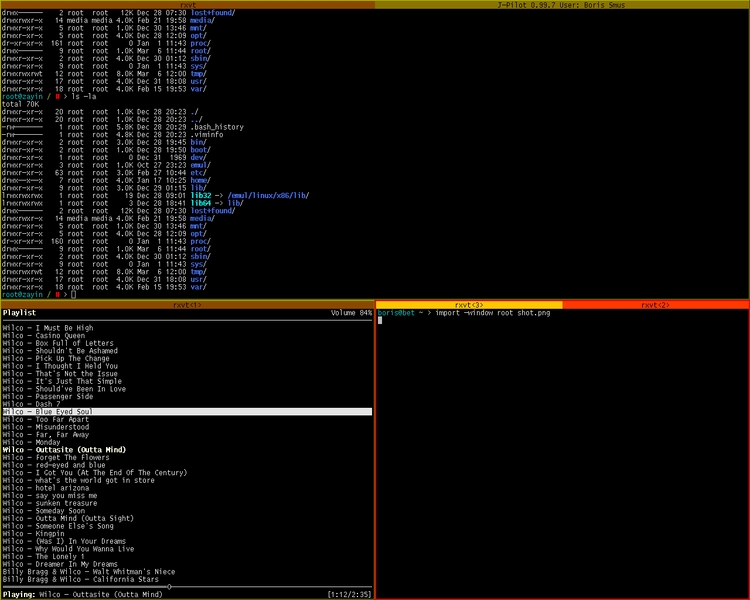 rxvt
J-Pilot 0.99.7 User: Boris Smus
drwx------ 2 root root 12K Dec 28 07:30 lost+found/
drwxrwxr-x 14 media media 4.0K Feb 21 19:58 media/
drwxr-xr-x 5 root root 1.0K Dec 30 13:46 mnt/
drwxr-xr-x 5 root root 4.0K Dec 28 12:09 opt/
dr-xr-xr-x 161 root root 0 Jan 1 11:43 proc/
drwx------ 9 root root 1.0K Mar 6 11:44 root/
drwxr-xr-x 2 root root 4.0K Dec 30 01:12 sbin/
drwxr-xr-x 9 root root 0 Jan 1 11:43 sys/
drwxrwxrwt 12 root root 8.0K Mar 6 12:00 tmp/
drwxr-xr-x 17 root root 4.0K Dec 31 18:08 usr/
drwxr-xr-x 18 root root 4.0K Feb 15 19:53 var/
root@zayin / # > ls -la
total 70K
drwxr-xr-x 20 root root 1.0K Dec 28 20:23 ./
drwxr-xr-x 20 root root 1.0K Dec 28 20:23 ../
-rw------- 1 root root 5.8K Dec 28 20:29 .bash_history
-rw------- 1 root root 4.8K Dec 28 20:23 .viminfo
drwxr-xr-x 2 root root 3.0K Dec 28 19:45 bin/
drwxr-xr-x 2 root root 1.0K Dec 28 19:50 boot/
drwxr-xr-x 1 root root 0 Dec 31 1969 dev/
drwxr-xr-x 3 root root 1.0K Oct 27 23:23 emul/
drwxr-xr-x 63 root root 3.0K Feb 27 10:44 etc/
drwxr-xr-x 7 root root 4.0K Jan 17 10:25 home/
drwxr-xr-x 9 root root 3.0K Dec 29 01:15 lib/
lrwxrwxrwx 1 root root 19 Dec 28 09:01 lib32 -> /emul/linux/x86/lib/
lrwxrwxrwx 1 root root 3 Dec 28 18:41 lib64 -> lib/
drwx------ 2 root root 12K Dec 28 07:30 lost+found/
drwxrwxr-x 14 media media 4.0K Feb 21 19:58 media/
drwxr-xr-x 5 root root 1.0K Dec 30 13:46 mnt/
drwxr-xr-x 5 root root 4.0K Dec 28 12:09 opt/
dr-xr-xr-x 160 root root 0 Jan 1 11:43 proc/
drwx------ 9 root root 1.0K Mar 6 11:44 root/
drwxr-xr-x 2 root root 4.0K Dec 30 01:12 sbin/
drwxr-xr-x 9 root root 0 Jan 1 11:43 sys/
drwxrwxrwt 12 root root 8.0K Mar 6 12:00 tmp/
drwxr-xr-x 17 root root 4.0K Dec 31 18:08 usr/
drwxr-xr-x 18 root root 4.0K Feb 15 19:53 var/
root@zayin / # >
rxvt<1>
Playlist Volume 84%
Wilco - I Must Be High
Wilco - Casino Queen
Wilco - Box Full of Letters
Wilco - Shouldn't Be Ashamed
Wilco - Pick Up The Change
Wilco - I Thought I Held You
Wilco - That's Not the Issue
Wilco - It's Just That Simple
Wilco - Should've Been In Love
Wilco - Passenger Side
Wilco - Dash 7
Wilco - Blue Eyed Soul
Wilco - Too Far Apart
Wilco - Misunderstood
Wilco - Far, Far Away
Wilco - Monday
Wilco - Outtasite (Outta Mind)
Wilco - Forget The Flowers
Wilco - red-eyed and blue
Wilco - I Got You (At The End Of The Century)
Wilco - what's the world got in store
Wilco - hotel arizona
Wilco - say you miss me
Wilco - sunken treasure
Wilco - Someday Soon
Wilco - Outta Mind (Outta Sight)
Wilco - Someone Else's Song
Wilco - Kingpin
Wilco - (Was I) In Your Dreams
Wilco - Why Would You Wanna Live
Wilco - The Lonely 1
Wilco - Dreamer In My Dreams
Billy Bragg & Wilco - Walt Whitman's Niece
Billy Bragg & Wilco - California Stars
Playing: Wilco - Outtasite (Outta Mind) [1:12/2:35]
rxvt<3>
rxvt<2>
boris@bet ~ > import -window root shot.png